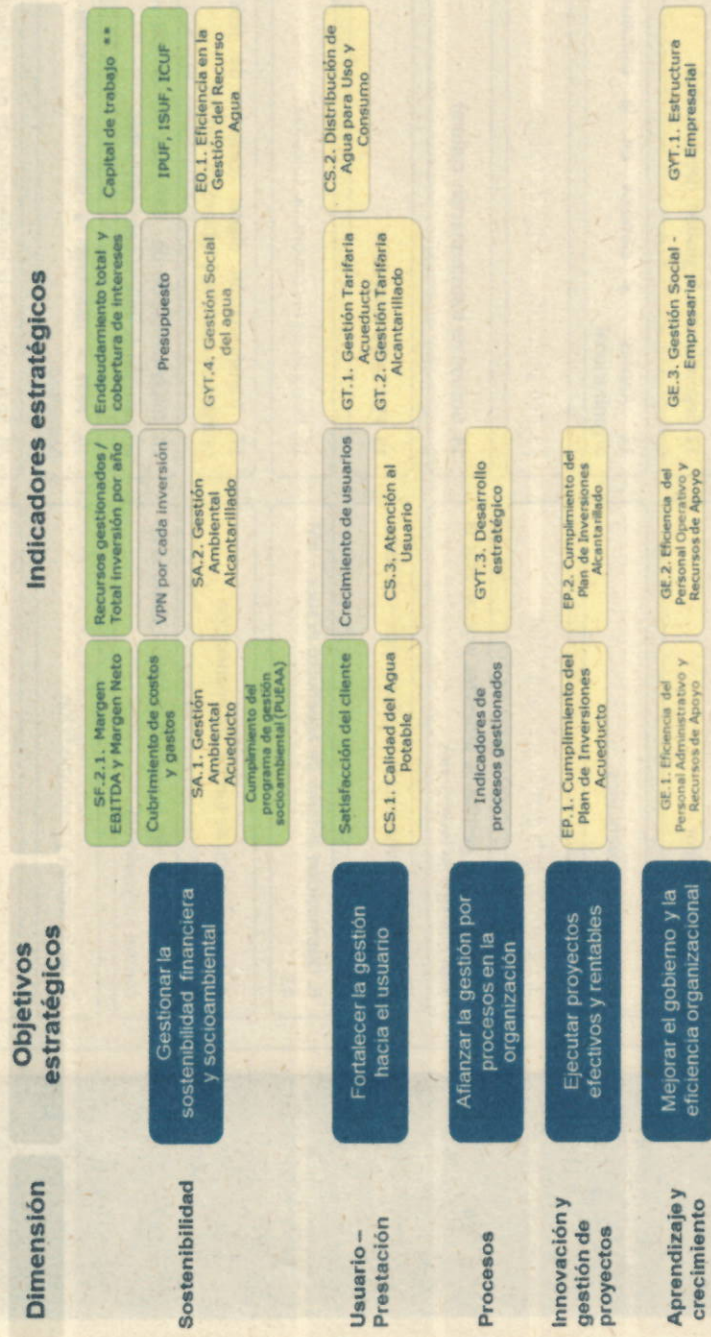 Dimensión
Objetivos
estratégicos
Indicadores estratégicos
Sostenibilidad
Gestionar la
sostenibilidad financiera
y socioambiental
SF.2.1. Margen
EBITDA y Margen Neto
Recursos gestionados /
Total inversión por año
Endeudamiento total y
cobertura de intereses
Capital de trabajo **
Cubrimiento de costos
y gastos
VPN por cada inversión
Presupuesto
IPUF, ISUF, ICUF
SA.1. Gestión
Ambiental
Acueducto
SA.2. Gestión
Ambiental
Alcantarillado
GYT.4. Gestión Social
del agua
EO.1. Eficiencia en la
Gestión del Recurso
Agua
Cumplimiento del
programa de gestión
socioambiental (PUEAA)
Usuario –
Prestación
Fortalecer la gestión
hacia el usuario
Satisfacción del cliente
Crecimiento de usuarios
GT.1. Gestión Tarifaria
Acueducto
GT.2. Gestión Tarifaria
Alcantarillado
CS.2. Distribución de
Agua para Uso y
Consumo
CS.1. Calidad del Agua
Potable
CS.3. Atención al
Usuario
Procesos
Afianzar la gestión por
procesos en la
organización
Indicadores de
procesos gestionados
GYT.3. Desarrollo
estratégico
Innovación y
gestión de
proyectos
Ejecutar proyectos
efectivos y rentables
EP.1. Cumplimiento del
Plan de Inversiones
Acueducto
EP.2. Cumplimiento del
Plan de Inversiones
Alcantarillado
Aprendizaje y
crecimiento
Mejorar el gobierno y la
eficiencia organizacional
GE.1. Eficiencia del
Personal Administrativo y
Recursos de Apoyo
GE.2. Eficiencia del
Personal Operativo y
Recursos de Apoyo
GE.3. Gestión Social -
Empresarial
GYT.1. Estructura
Empresarial